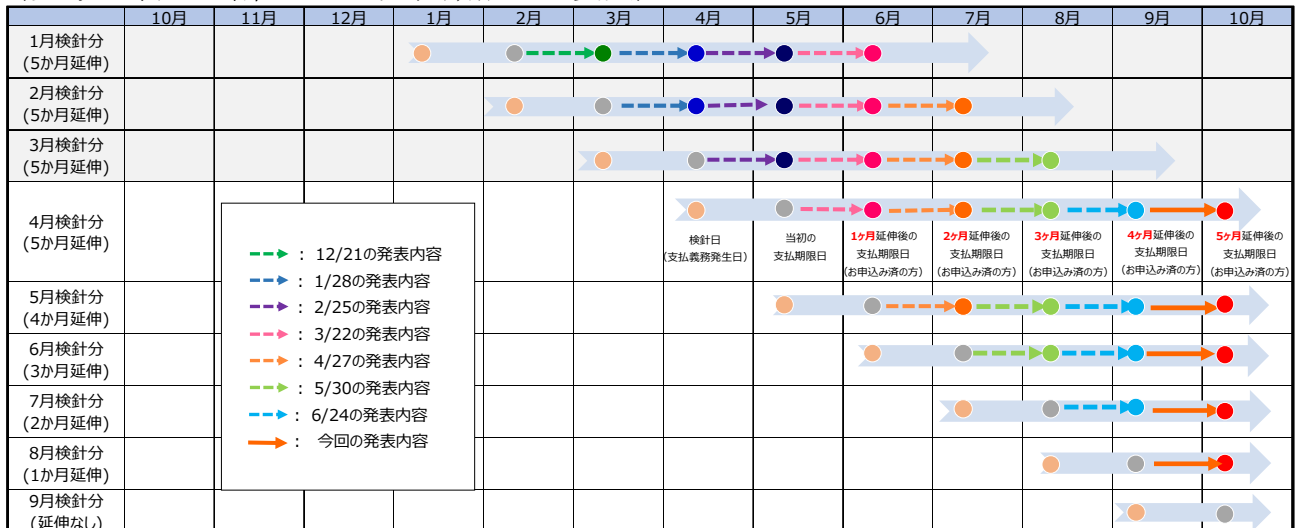 10月 11月 12月 1月 2月 3月 4月 5月 6月 7月 8月 9月 10月
1月検針分
(5か月延伸)
2月検針分
(5か月延伸)
3月検針分
(5か月延伸)
4月検針分
(5か月延伸)
検針日
(支払義務発生日)
当初の
支払期限日
1ヶ月延伸後の
支払期限日
(お申込み済の方)
2ヶ月延伸後の
支払期限日
(お申込み済の方)
3ヶ月延伸後の
支払期限日
(お申込み済の方)
4ヶ月延伸後の
支払期限日
(お申込み済の方)
5ヶ月延伸後の
支払期限日
(お申込み済の方)
5月検針分
(4か月延伸)
6月検針分
(3か月延伸)
7月検針分
(2か月延伸)
8月検針分
(1か月延伸)
9月検針分
(延伸なし)
： 12/21の発表内容
： 1/28の発表内容
： 2/25の発表内容
： 3/22の発表内容
： 4/27の発表内容
： 5/30の発表内容
： 6/24の発表内容
： 今回の発表内容